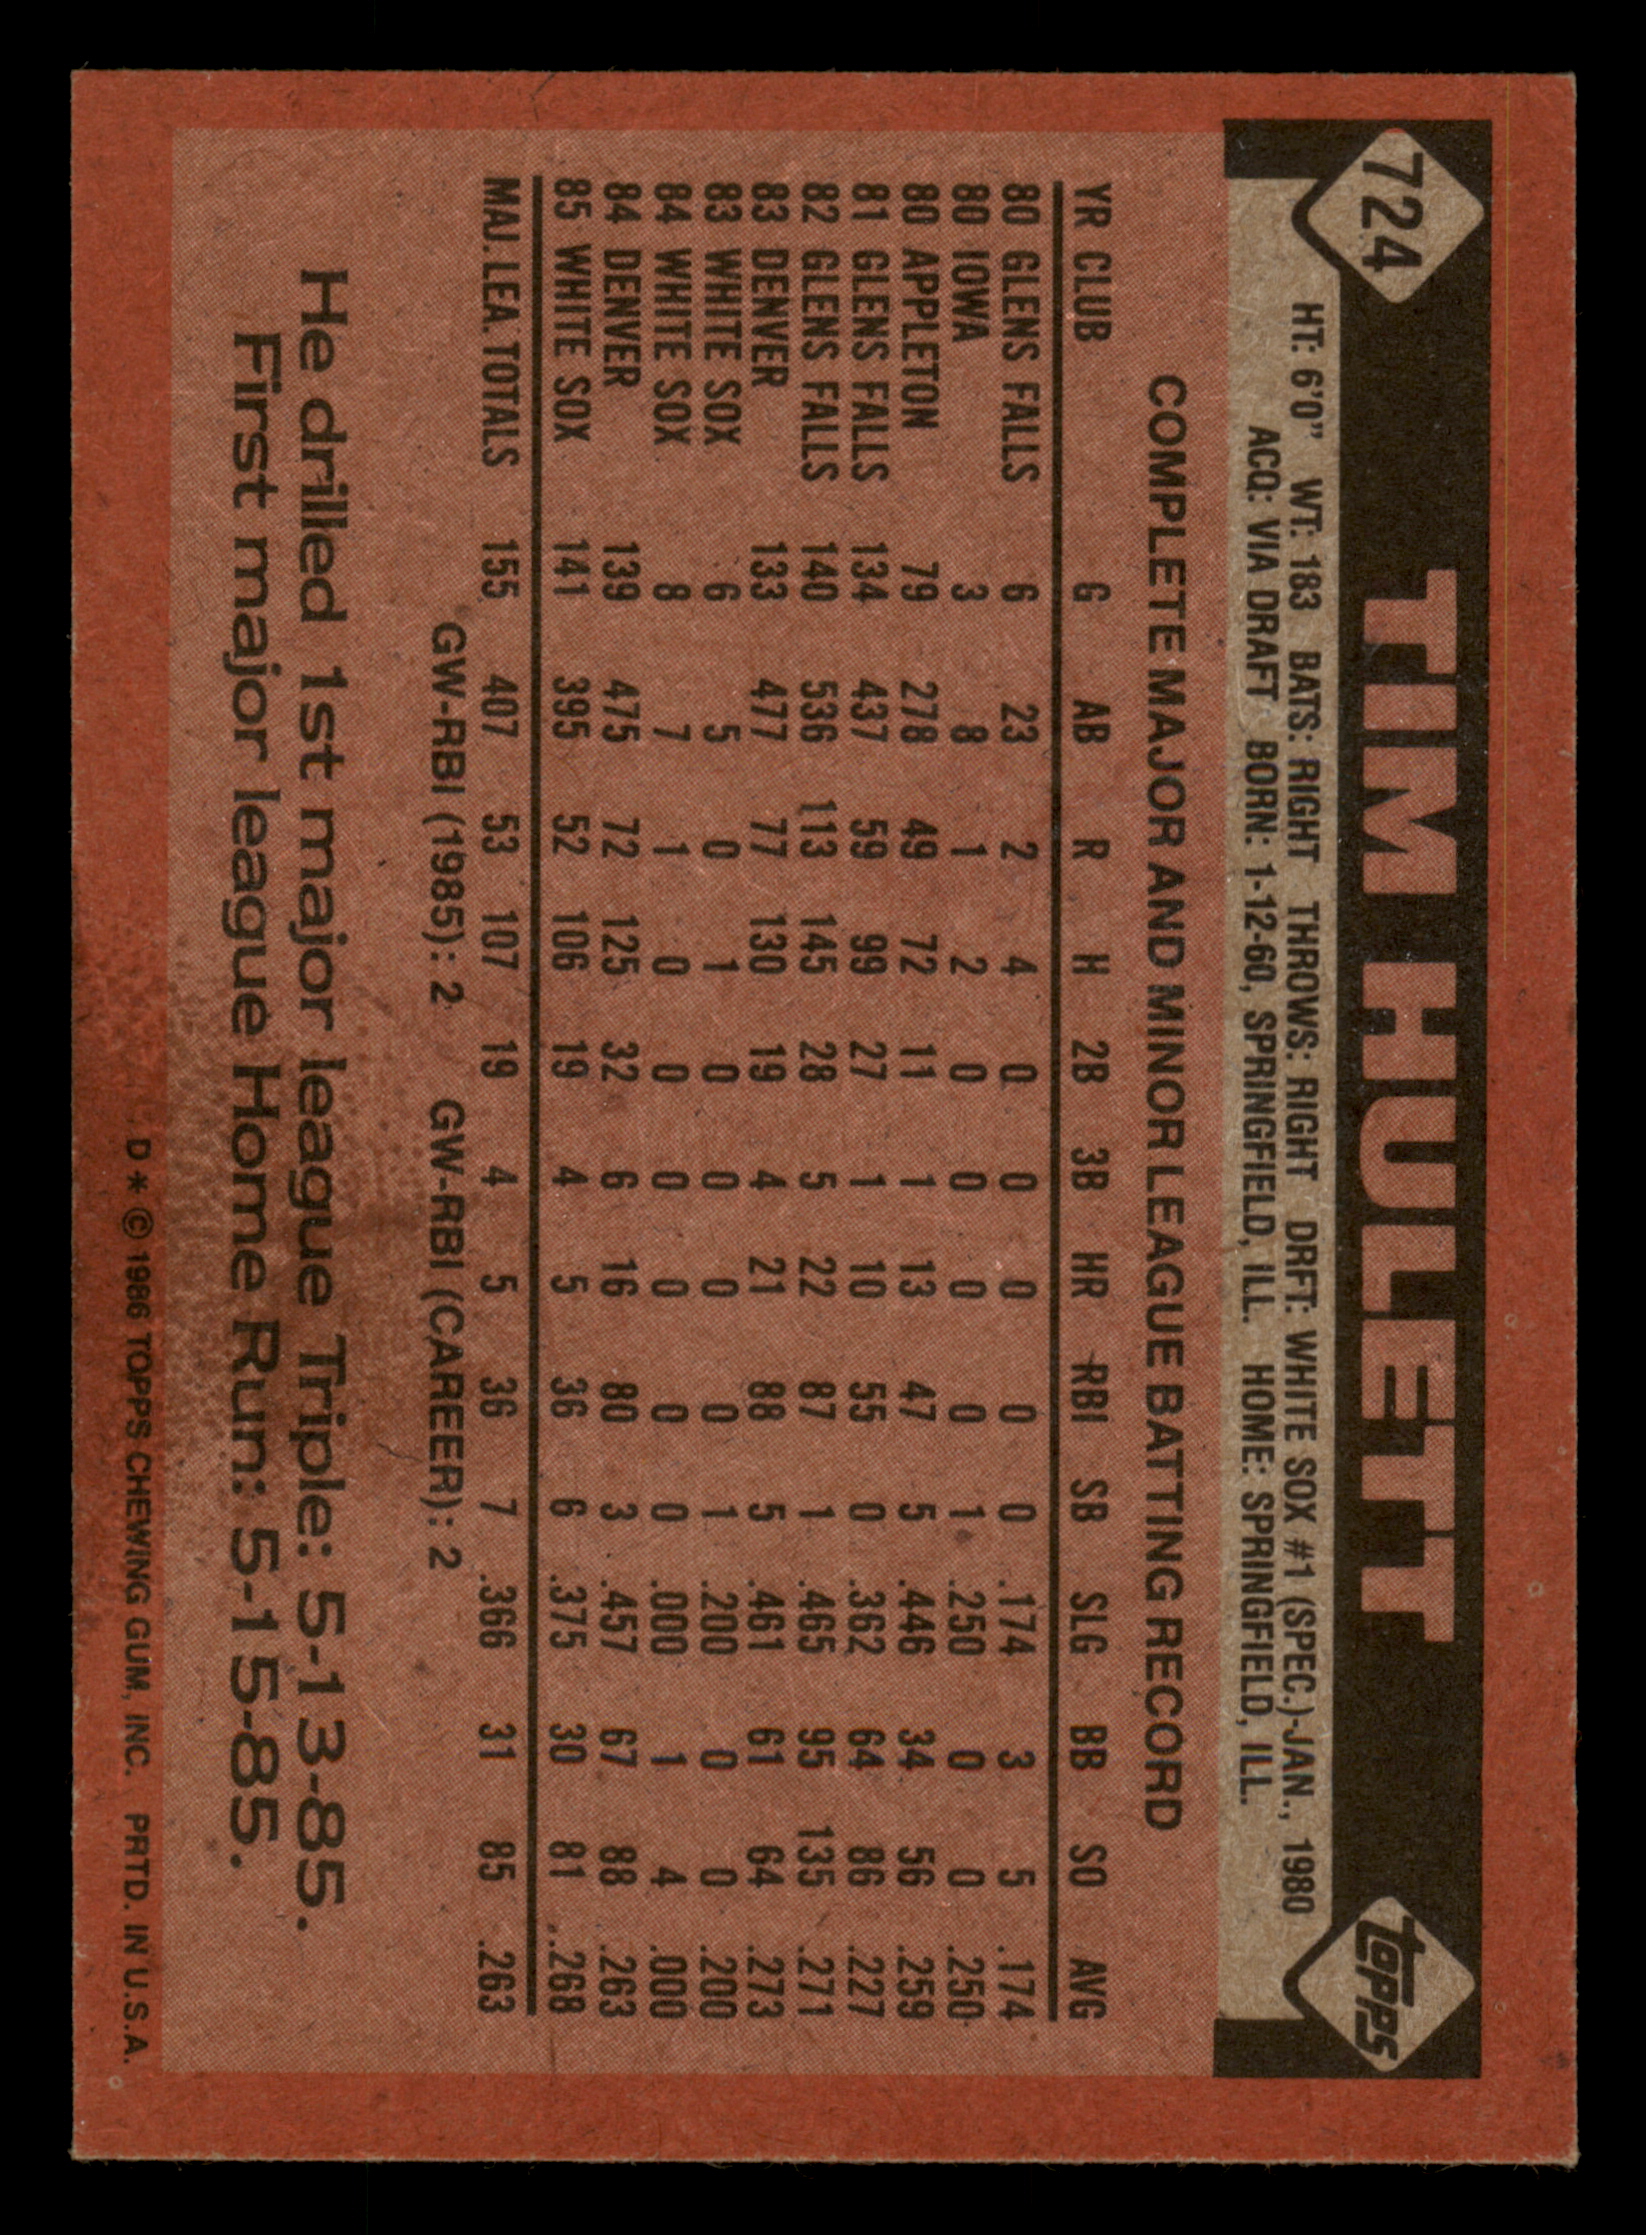 724 TIM HULETT topps
HT: 6'0" WT: 183 BATS: RIGHT THROWS: RIGHT DRFT: WHITE SOX #1 (SPEC.)-JAN., 1980
ACQ: VIA DRAFT BORN: 1-12-60, SPRINGFIELD, ILL. HOME: SPRINGFIELD, ILL.
COMPLETE MAJOR AND MINOR LEAGUE BATTING RECORD
YR CLUB G AB R H 2B 3B HR RBI SB SLG BB SO AVG
80 GLENS FALLS 6 23 2 4 0 0 0 0 0 .174 3 5 .174
80 IOWA 3 8 1 2 0 0 0 0 1 .250 0 0 .250
80 APPLETON 79 278 49 72 11 1 13 47 5 .446 34 56 .259
81 GLENS FALLS 134 437 59 99 27 1 10 55 0 .362 64 86 .227
82 GLENS FALLS 140 536 113 145 28 5 22 87 1 .465 95 135 .271
83 DENVER 133 477 77 130 19 4 21 88 5 .461 61 64 .273
83 WHITE SOX 6 5 0 1 0 0 0 0 1 .200 0 0 .200
84 WHITE SOX 8 7 1 0 0 0 0 0 0 .000 1 4 .000
84 DENVER 139 475 72 125 32 6 16 80 3 .457 67 88 .263
85 WHITE SOX 141 395 52 106 19 4 5 36 6 .375 30 81 .268
MAJ. LEA. TOTALS 155 407 53 107 19 4 5 36 7 .366 31 85 .263
GW-RBI (1985): 2 GW-RBI (CAREER): 2
He drilled 1st major league Triple: 5-13-85.
First major league Home Run: 5-15-85.
D* © 1986 TOPPS CHEWING GUM, INC. PRTD. IN U.S.A.